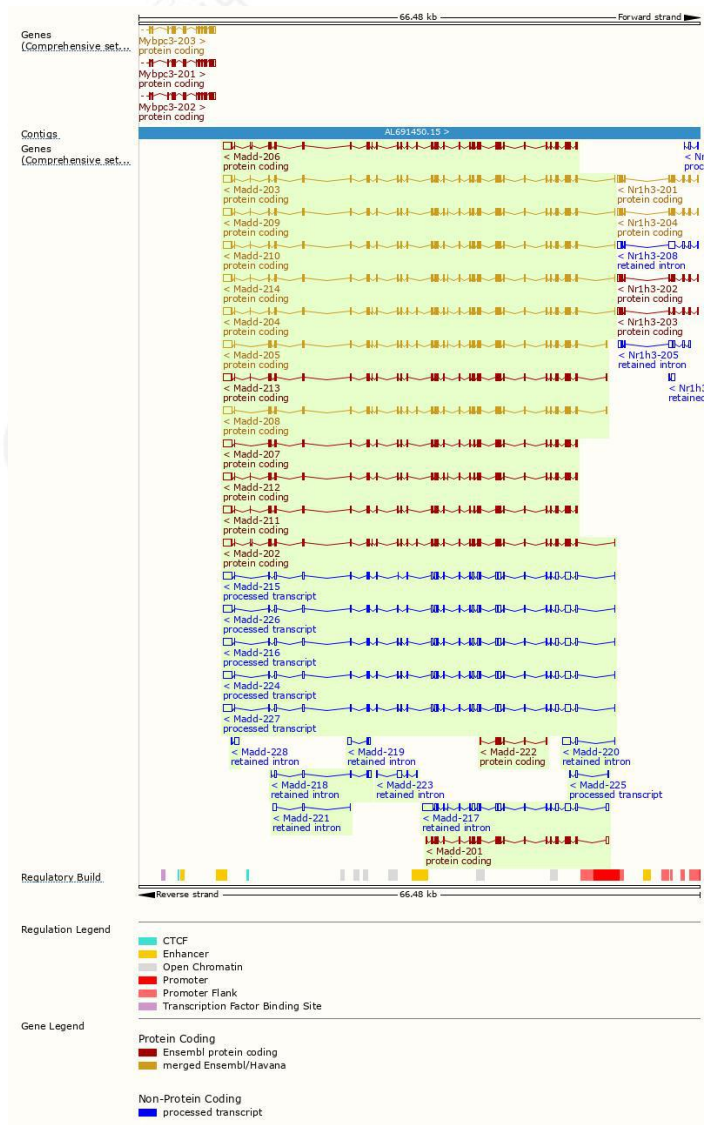 66.48 kb
Forward strand
Genes
(Comprehensive set...
Mybpc3-203 >
protein coding
Mybpc3-201 >
protein coding
Mybpc3-202 >
protein coding
Contigs
AL691450.15 >
Genes
(Comprehensive set...
< Madd-206
protein coding
< Nr
proc
< Madd-203
protein coding
< Nr1h3-201
protein coding
< Madd-209
protein coding
< Nr1h3-204
protein coding
< Madd-210
protein coding
< Nr1h3-208
retained intron
< Madd-214
protein coding
< Nr1h3-202
protein coding
< Madd-204
protein coding
< Nr1h3-203
protein coding
< Madd-205
protein coding
< Nr1h3-205
retained intron
< Madd-213
protein coding
< Nr1h3
retained
< Madd-208
protein coding
< Madd-207
protein coding
< Madd-212
protein coding
< Madd-211
protein coding
< Madd-202
protein coding
< Madd-215
processed transcript
< Madd-226
processed transcript
< Madd-216
processed transcript
< Madd-224
processed transcript
< Madd-227
processed transcript
< Madd-228
retained intron
< Madd-219
retained intron
< Madd-222
protein coding
< Madd-220
retained intron
< Madd-218
retained intron
< Madd-223
retained intron
< Madd-225
processed transcript
< Madd-221
retained intron
< Madd-217
retained intron
< Madd-201
protein coding
Regulatory Build
Reverse strand
66.48 kb
Regulation Legend
CTCF
Enhancer
Open Chromatin
Promoter
Promoter Flank
Transcription Factor Binding Site
Gene Legend
Protein Coding
Ensembl protein coding
merged Ensembl/Havana
Non-Protein Coding
processed transcript